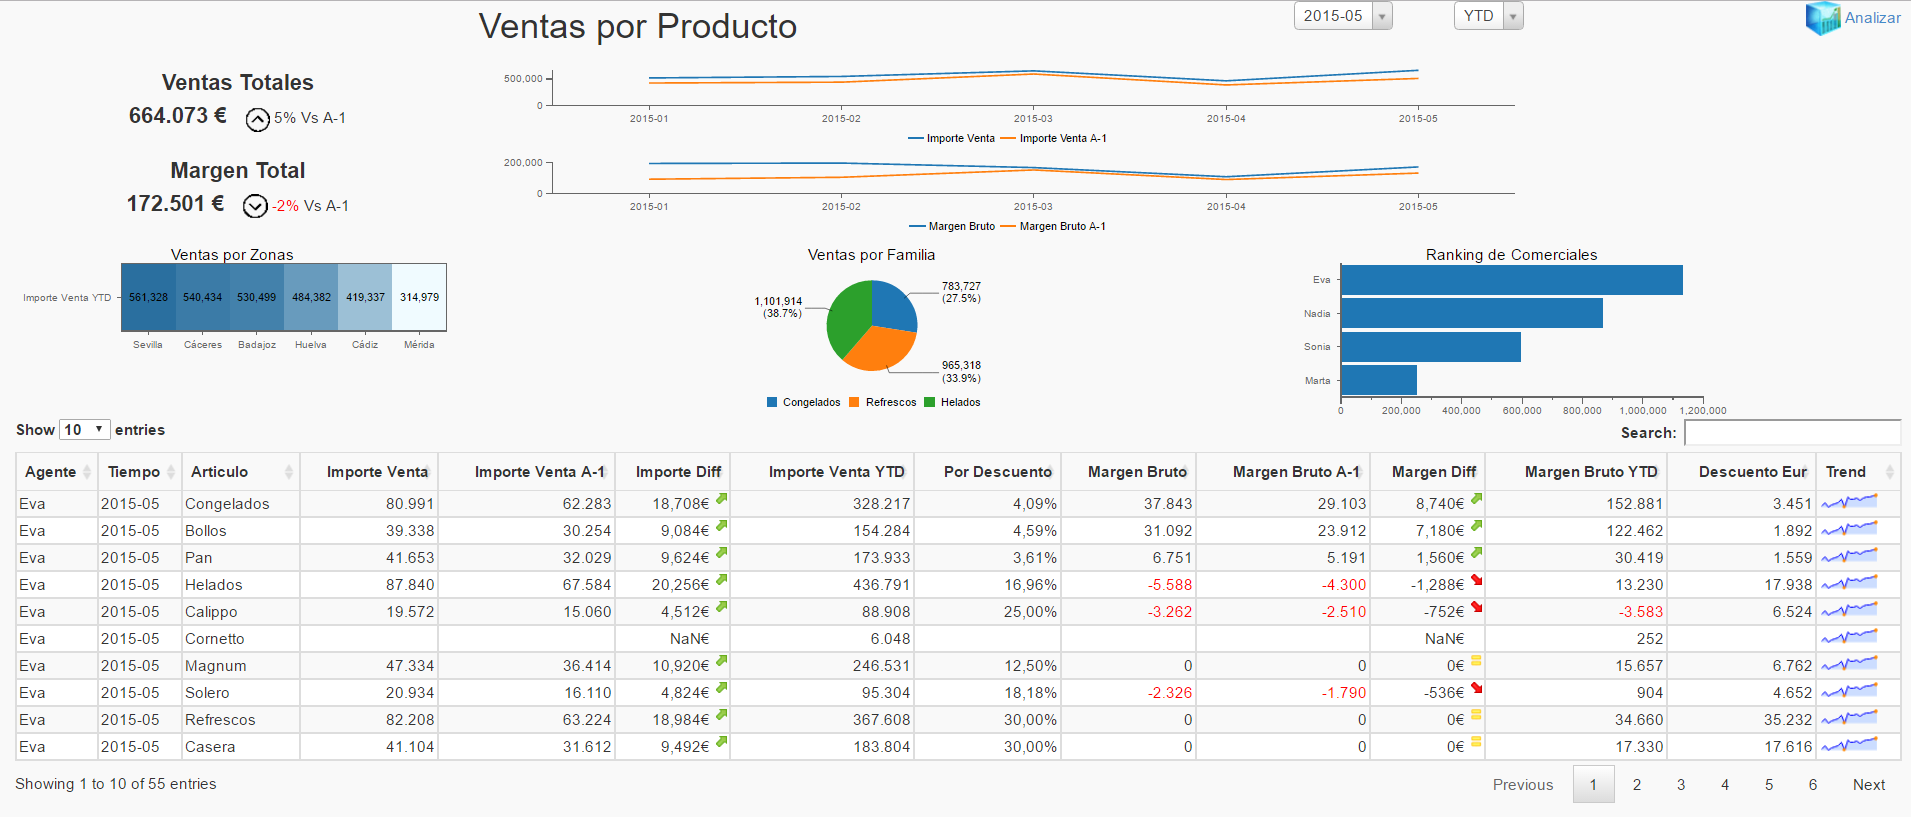 Ventas por Producto
2015-05
YTD
Analizar
Ventas Totales
664.073 € 5% Vs A-1
Margen Total
172.501 € -2% Vs A-1
500,000
0
2015-01 2015-02 2015-03 2015-04 2015-05
Importe Venta Importe Venta A-1
200,000
0
2015-01 2015-02 2015-03 2015-04 2015-05
Margen Bruto Margen Bruto A-1
Ventas por Zonas
Importe Venta YTD 561,328 540,434 530,499 484,382 419,337 314,979
Sevilla Cáceres Badajoz Huelva Cádiz Mérida
Ventas por Familia
783,727
(27.5%)
1,101,914
(38.7%)
965,318
(33.9%)
Congelados Refrescos Helados
Ranking de Comerciales
Eva
Nadia
Sonia
Marta
0 200,000 400,000 600,000 800,000 1,000,000 1,200,000
Show 10 entries
Search:
Agente Tiempo Articulo Importe Venta Importe Venta A-1 Importe Diff Importe Venta YTD Por Descuento Margen Bruto Margen Bruto A-1 Margen Diff Margen Bruto YTD Descuento Eur Trend
Eva 2015-05 Congelados 80.991 62.283 18,708€ 328.217 4,09% 37.843 29.103 8,740€ 152.881 3.451
Eva 2015-05 Bollos 39.338 30.254 9,084€ 154.284 4,59% 31.092 23.912 7,180€ 122.462 1.892
Eva 2015-05 Pan 41.653 32.029 9,624€ 173.933 3,61% 6.751 5.191 1,560€ 30.419 1.559
Eva 2015-05 Helados 87.840 67.584 20,256€ 436.791 16,96% -5.588 -4.300 -1,288€ 13.230 17.938
Eva 2015-05 Calippo 19.572 15.060 4,512€ 88.908 25,00% -3.262 -2.510 -752€ -3.583 6.524
Eva 2015-05 Cornetto NaN€ 6.048 NaN€ 252
Eva 2015-05 Magnum 47.334 36.414 10,920€ 246.531 12,50% 0 0 0€ 15.657 6.762
Eva 2015-05 Solero 20.934 16.110 4,824€ 95.304 18,18% -2.326 -1.790 -536€ 904 4.652
Eva 2015-05 Refrescos 82.208 63.224 18,984€ 367.608 30,00% 0 0 0€ 34.660 35.232
Eva 2015-05 Casera 41.104 31.612 9,492€ 183.804 30,00% 0 0 0€ 17.330 17.616
Showing 1 to 10 of 55 entries
Previous 1 2 3 4 5 6 Next